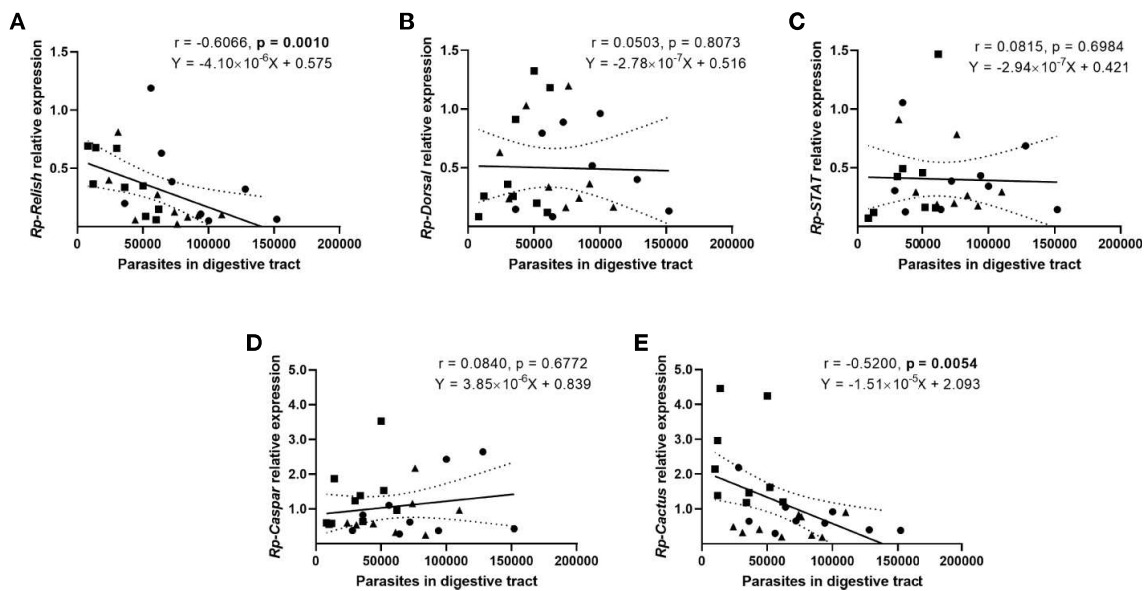 A
r = -0.6066, p = 0.0010
Y = -4.10×10⁻⁶X + 0.575
Rp-Relish relative expression
1.5
1.0
0.5
0 50000 100000 150000 200000
Parasites in digestive tract
B
r = 0.0503, p = 0.8073
Y = -2.78×10⁻⁷X + 0.516
Rp-Dorsal relative expression
1.5
1.0
0.5
0 50000 100000 150000 200000
Parasites in digestive tract
C
r = 0.0815, p = 0.6984
Y = -2.94×10⁻⁷X + 0.421
Rp-STAT relative expression
1.5
1.0
0.5
0 50000 100000 150000 200000
Parasites in digestive tract
D
r = 0.0840, p = 0.6772
Y = 3.85×10⁻⁶X + 0.839
Rp-Caspar relative expression
5.0
4.0
3.0
2.0
1.0
0 50000 100000 150000 200000
Parasites in digestive tract
E
r = -0.5200, p = 0.0054
Y = -1.51×10⁻⁵X + 2.093
Rp-Cactus relative expression
5.0
4.0
3.0
2.0
1.0
0 50000 100000 150000 200000
Parasites in digestive tract